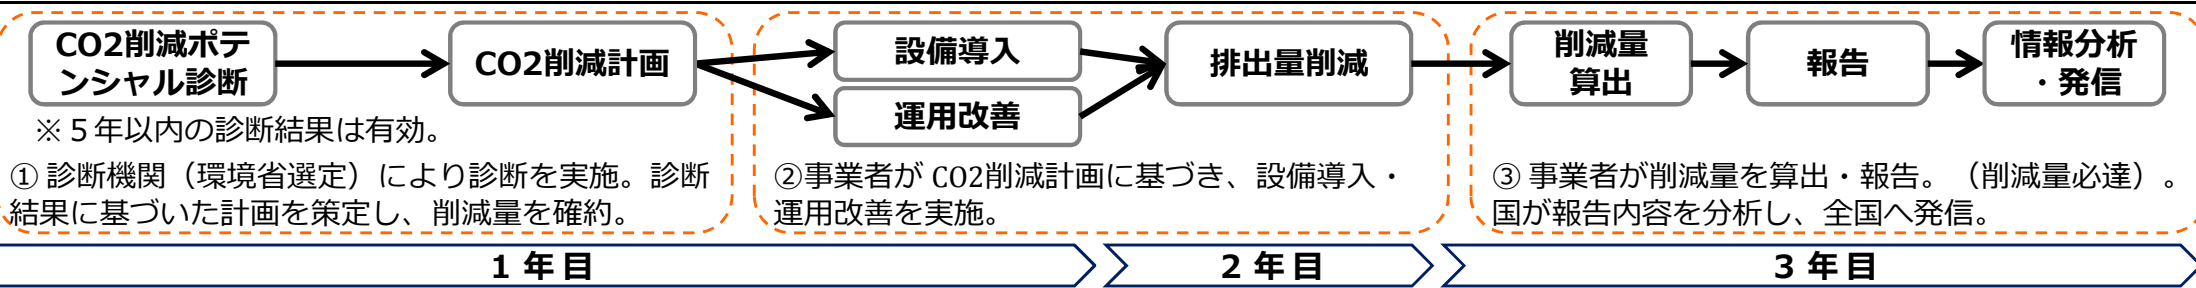 CO2削減ポテ
ンシャル診断
CO2削減計画
設備導入
運用改善
排出量削減
削減量
算出
報告
情報分析
・発信
※５年以内の診断結果は有効。
① 診断機関（環境省選定）により診断を実施。診断
結果に基づいた計画を策定し、削減量を確約。
②事業者が CO2削減計画に基づき、設備導入・
運用改善を実施。
③ 事業者が削減量を算出・報告。（削減量必達）。
国が報告内容を分析し、全国へ発信。
1 年目
2 年目
3 年目